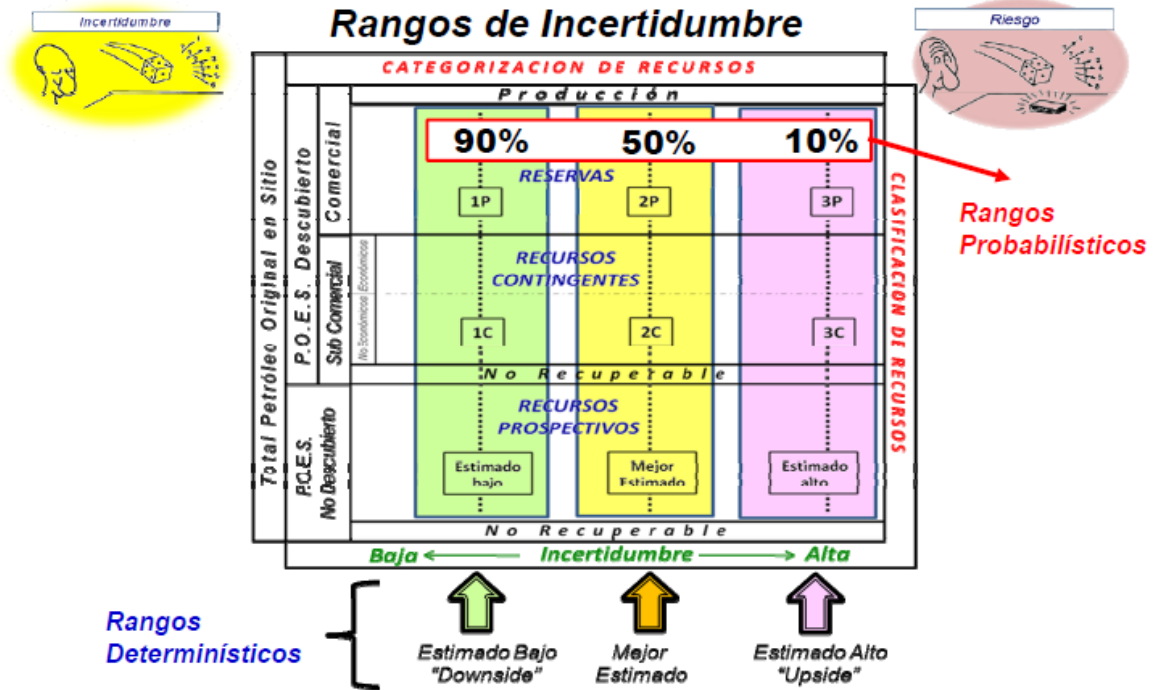 Rangos de Incertidumbre
Incertidumbre
Riesgo
CATEGORIZACION DE RECURSOS
Producción
90% 50% 10%
RESERVAS
1P 2P 3P
RECURSOS
CONTINGENTES
1C 2C 3C
No Recuperable
RECURSOS
PROSPECTIVOS
Estimado
bajo
Mejor
Estimado
Estimado
alto
No Recuperable
Baja Incertidumbre Alta
Total Petróleo Original en Sitio
P.O.E.S. Descubierto
Comercial
Sub Comercial
Económicos
No Económicos
P.O.E.S.
No Descubierto
CLASIFICACION DE RECURSOS
Rangos
Probabilísticos
Rangos
Determinísticos
Estimado Bajo
"Downside"
Mejor
Estimado
Estimado Alto
"Upside"